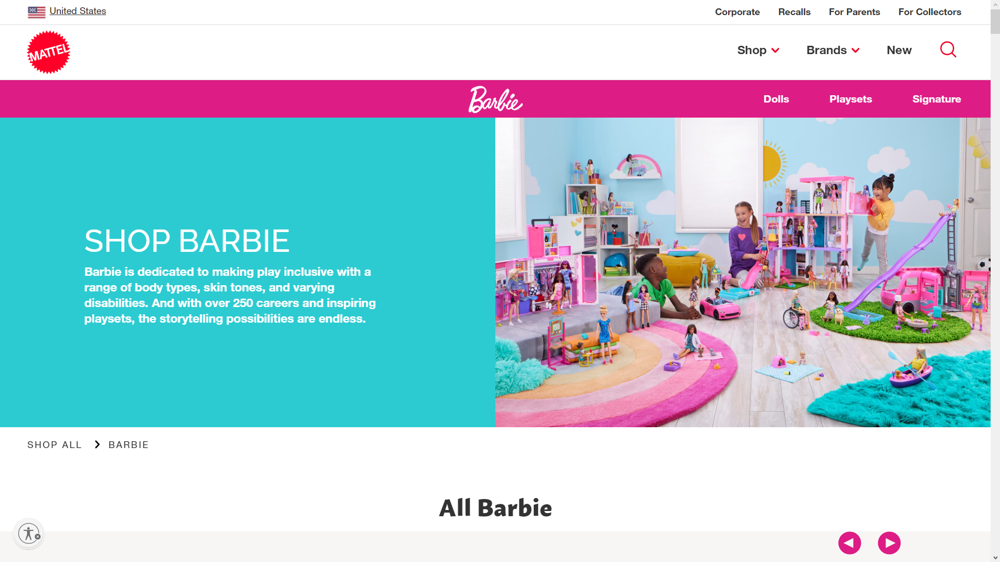 United States
Corporate
Recalls
For Parents
For Collectors
MATTEL
Shop
Brands
New
Barbie
Dolls
Playsets
Signature
SHOP BARBIE
Barbie is dedicated to making play inclusive with a
range of body types, skin tones, and varying
disabilities. And with over 250 careers and inspiring
playsets, the storytelling possibilities are endless.
SHOP ALL
BARBIE
All Barbie